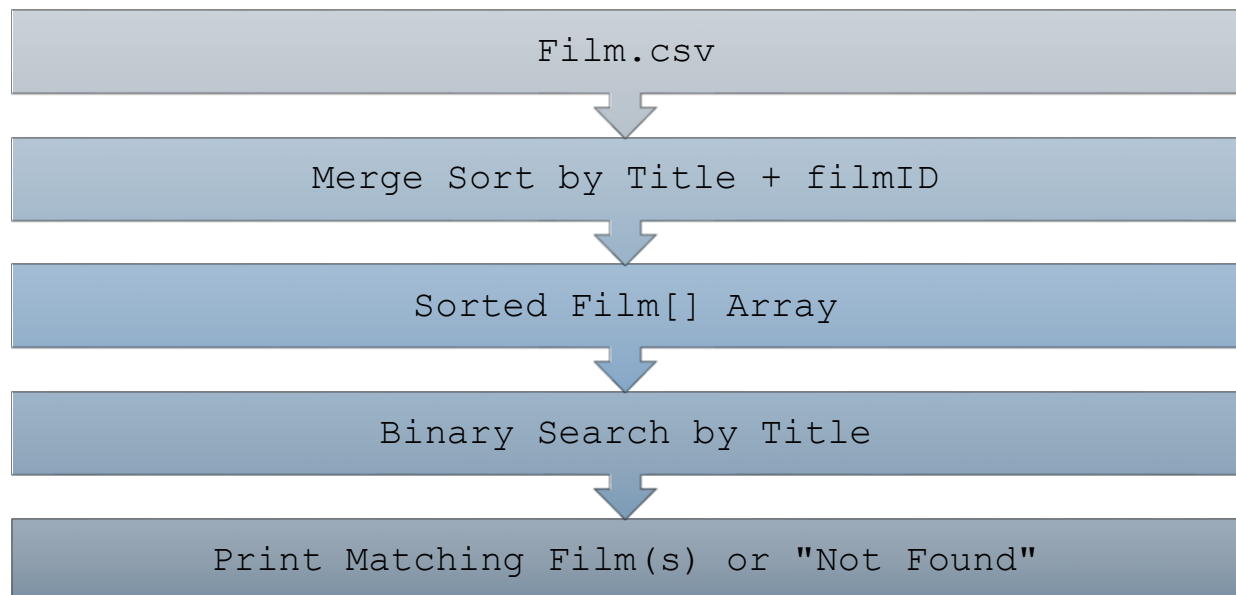 Film.csv
Merge Sort by Title + filmID
Sorted Film[] Array
Binary Search by Title
Print Matching Film(s) or "Not Found"